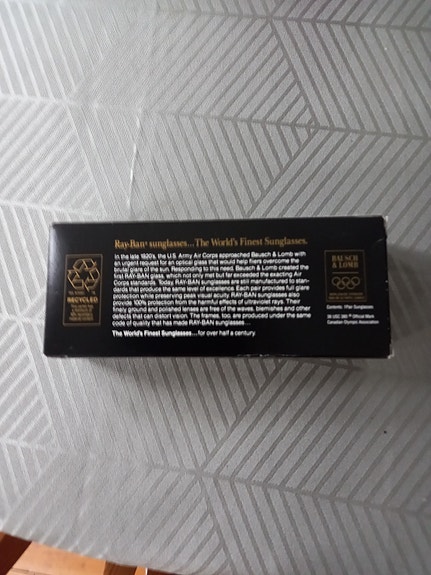 Ray-Ban® sunglasses...The World's Finest Sunglasses.
In the late 1920's, the U.S. Army Air Corps approached Bausch & Lomb with
an urgent request for an optical glass that would help fliers overcome the
brutal glare of the sun. Responding to this need, Bausch & Lomb created the
first RAY-BAN glass, which not only met but far exceeded the exacting Air
Corps standards. Today, RAY-BAN sunglasses are still manufactured to stan-
dards that produce the same level of excellence. Each pair provides full glare
protection while preserving peak visual acuity. RAY-BAN sunglasses also
provide 100% protection from the harmful effects of ultraviolet rays. Their
finely ground and polished lenses are free of the waves, blemishes and other
defects that can distort vision. The frames, too, are produced under the same
code of quality that has made RAY-BAN sunglasses...
The World's Finest Sunglasses...for over half a century.
RECYCLED
BAUSCH
& LOMB
Contents: 1 Pair Sunglasses
36 USC 380 Official Mark
Canadian Olympic Association